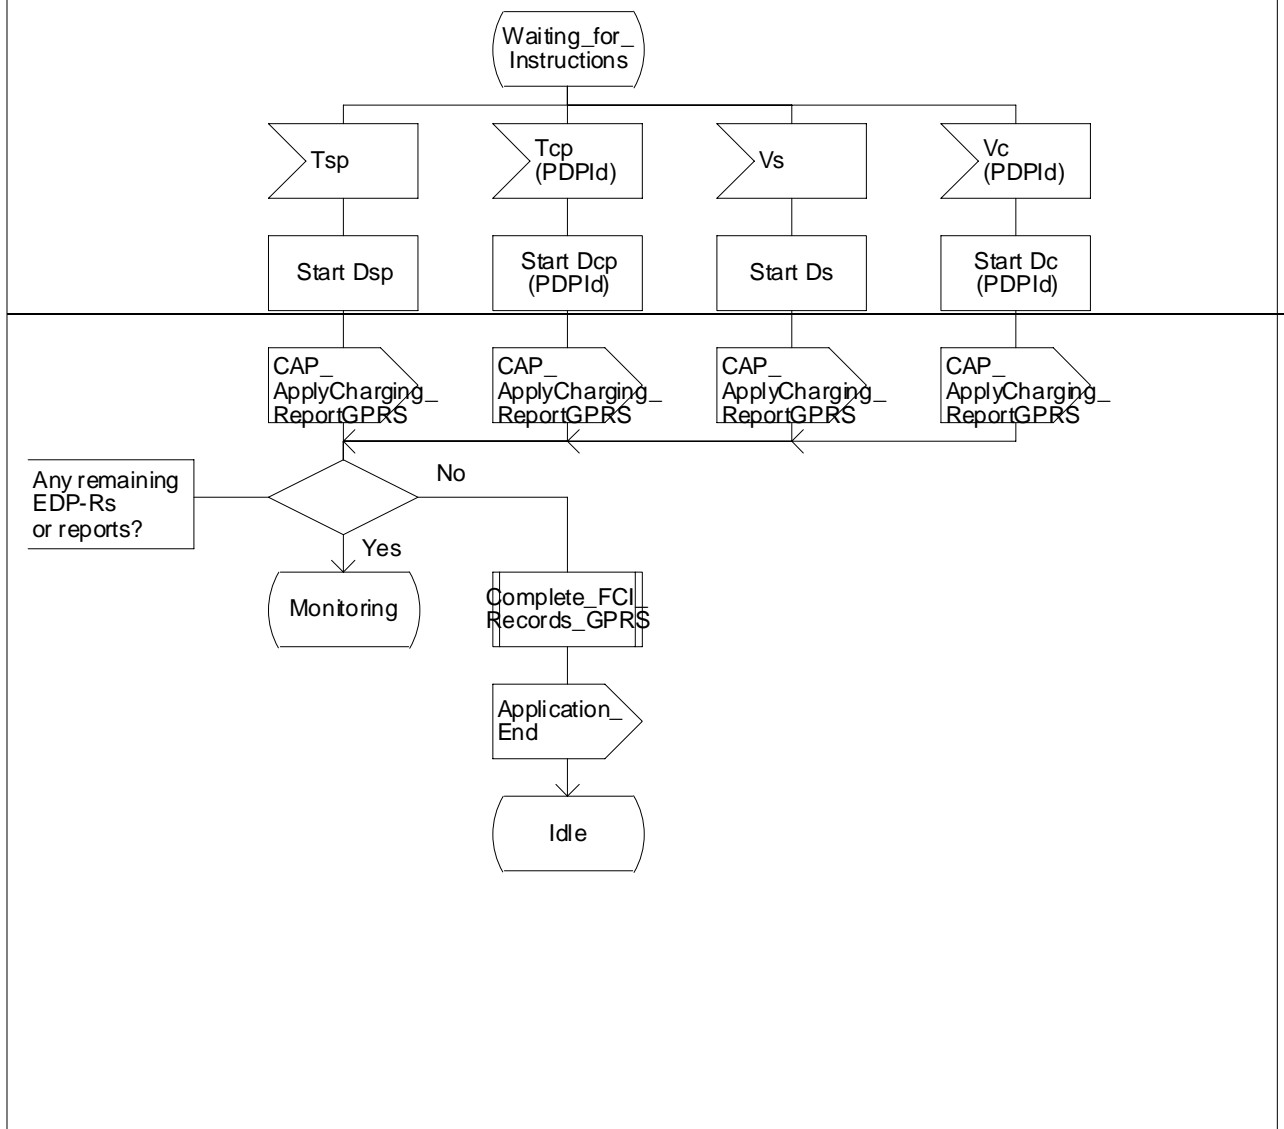 Waiting_for_
Instructions
Tsp
Tcp
(PDPId)
Vs
Vc
(PDPId)
Start Dsp
Start Dcp
(PDPId)
Start Ds
Start Dc
(PDPId)
CAP_
ApplyCharging_
ReportGPRS
CAP_
ApplyCharging_
ReportGPRS
CAP_
ApplyCharging_
ReportGPRS
CAP_
ApplyCharging_
ReportGPRS
Any remaining
EDP-Rs
or reports?
No
Yes
Monitoring
Complete_FCI_
Records_GPRS
Application_
End
Idle